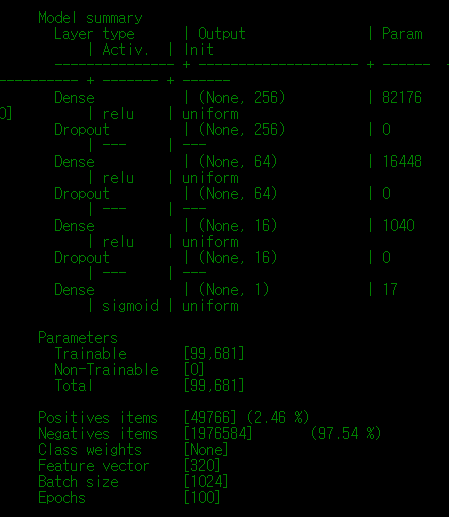 Model summary
Layer type | Output | Param
| Activ. | Init
--------------- + -------------------- + ------
---------- + ------- + ------
Dense | (None, 256) | 82176
0] | relu | uniform
Dropout | (None, 256) | 0
| --- | ---
Dense | (None, 64) | 16448
| relu | uniform
Dropout | (None, 64) | 0
| --- | ---
Dense | (None, 16) | 1040
| relu | uniform
Dropout | (None, 16) | 0
| --- | ---
Dense | (None, 1) | 17
| sigmoid | uniform
Parameters
Trainable [99,681]
Non-Trainable [0]
Total [99,681]
Positives items [49766] (2.46 %)
Negatives items [1976584] (97.54 %)
Class weights [None]
Feature vector [320]
Batch size [1024]
Epochs [100]